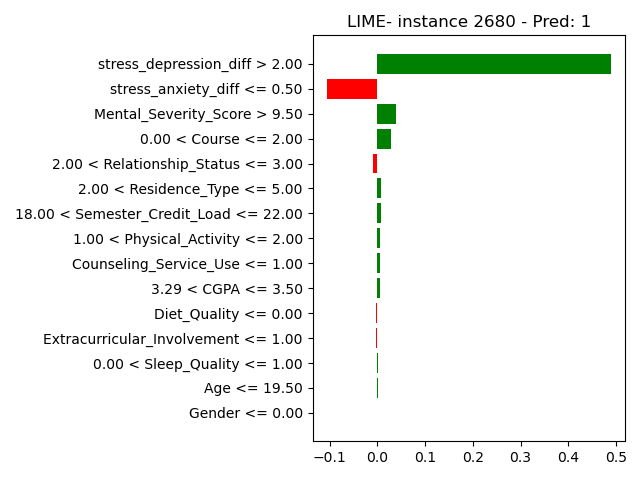 LIME- instance 2680 - Pred: 1
stress_depression_diff > 2.00
stress_anxiety_diff <= 0.50
Mental_Severity_Score > 9.50
0.00 < Course <= 2.00
2.00 < Relationship_Status <= 3.00
2.00 < Residence_Type <= 5.00
18.00 < Semester_Credit_Load <= 22.00
1.00 < Physical_Activity <= 2.00
Counseling_Service_Use <= 1.00
3.29 < CGPA <= 3.50
Diet_Quality <= 0.00
Extracurricular_Involvement <= 1.00
0.00 < Sleep_Quality <= 1.00
Age <= 19.50
Gender <= 0.00
−0.1 0.0 0.1 0.2 0.3 0.4 0.5